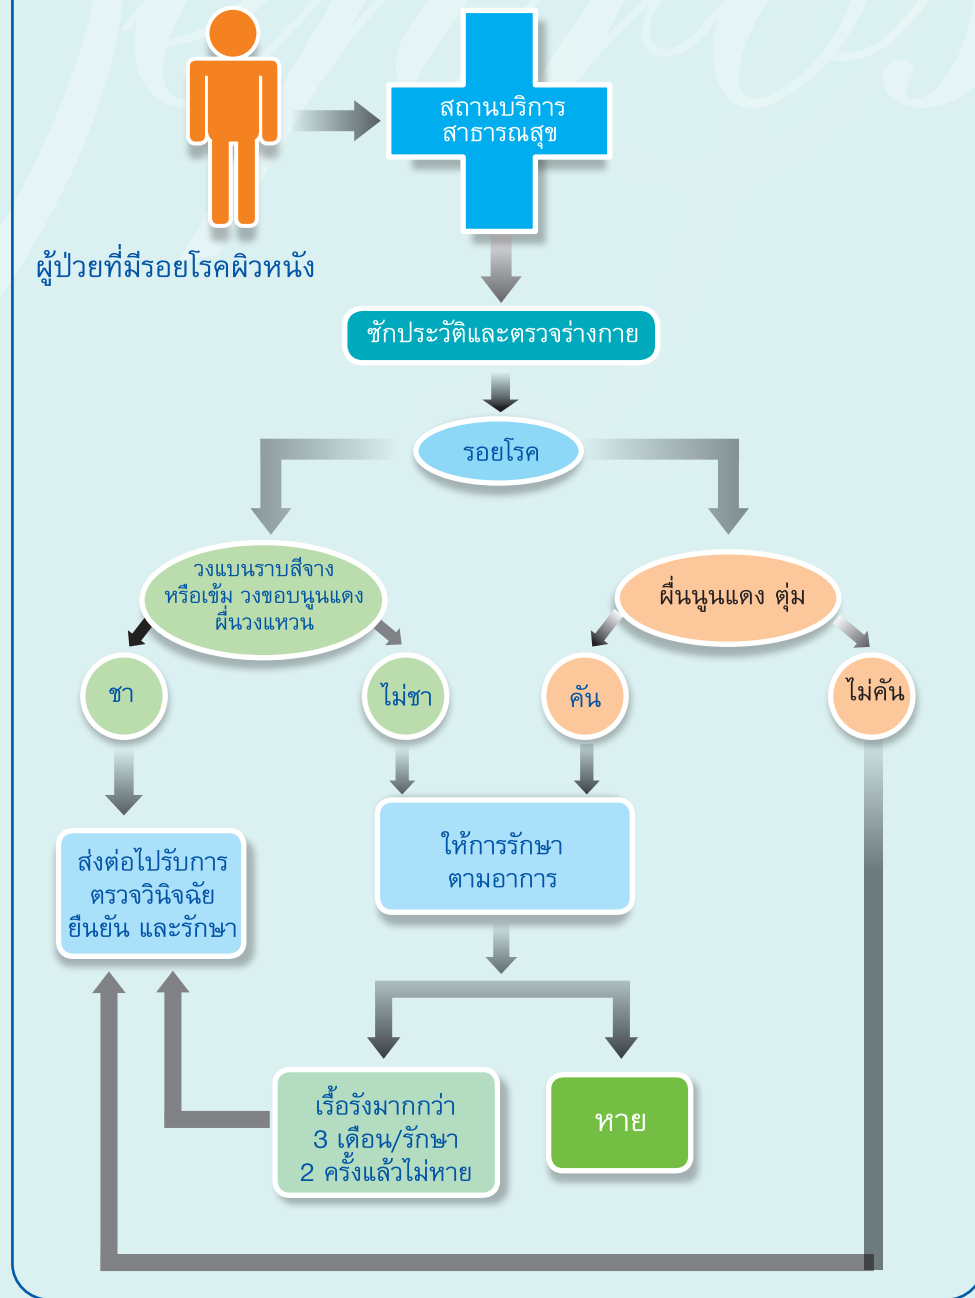 สถานบริการ
สาธารณสุข
ผู้ป่วยที่มีรอยโรคผิวหนัง
ซักประวัติและตรวจร่างกาย
รอยโรค
วงแบนราบสีจาง
หรือเข้ม วงขอบนูนแดง
ผื่นวงแหวน
ผื่นนูนแดง ตุ่ม
ชา
ไม่ชา
คัน
ไม่คัน
ส่งต่อไปรับการ
ตรวจวินิจฉัย
ยืนยัน และรักษา
ให้การรักษา
ตามอาการ
เรื้อรังมากกว่า
3 เดือน/รักษา
2 ครั้งแล้วไม่หาย
หาย